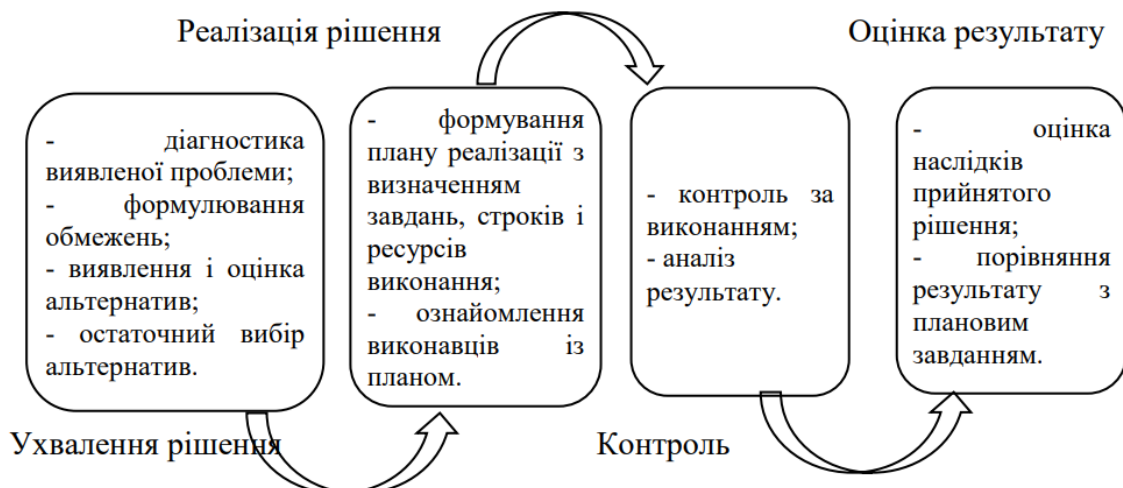 Реалізація рішення
Оцінка результату
- діагностика
виявленої проблеми;
- формулювання
обмежень;
- виявлення і оцінка
альтернатив;
- остаточний вибір
альтернатив.
- формування
плану реалізації з
визначенням
завдань, строків і
ресурсів
виконання;
- ознайомлення
виконавців із
планом.
- контроль за
виконанням;
- аналіз
результату.
- оцінка
наслідків
прийнятого
рішення;
- порівняння
результату з
плановим
завданням.
Ухвалення рішення
Контроль